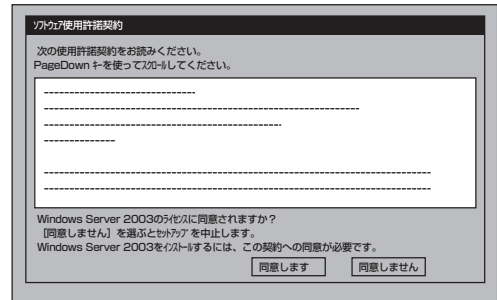 ソフトウェア使用許諾契約
次の使用許諾契約をお読みください。
PageDown キーを使ってスクロールしてください。
Windows Server 2003のライセンスに同意されますか？
［同意しません］を選ぶとセットアップを中止します。
Windows Server 2003をインストールするには、この契約への同意が必要です。
同意します
同意しません